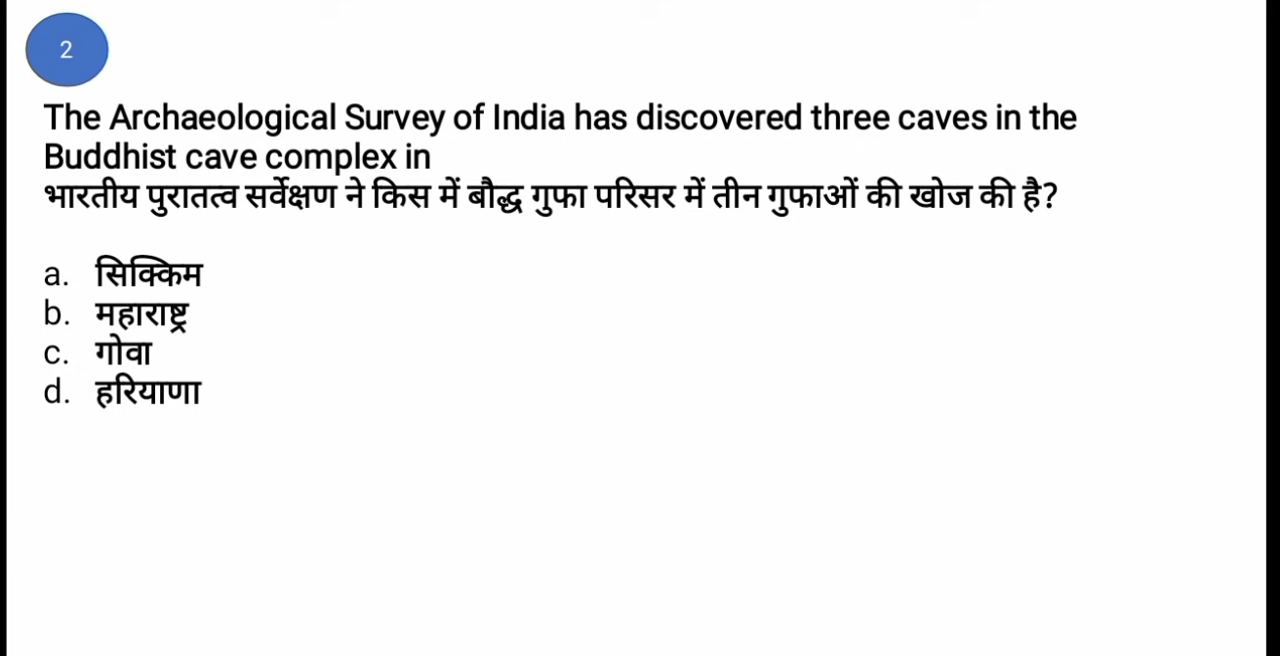 2
The Archaeological Survey of India has discovered three caves in the
Buddhist cave complex in
भारतीय पुरातत्व सर्वेक्षण ने किस में बौद्ध गुफा परिसर में तीन गुफाओं की खोज की है?
a. सिक्किम
b. महाराष्ट्र
c. गोवा
d. हरियाणा